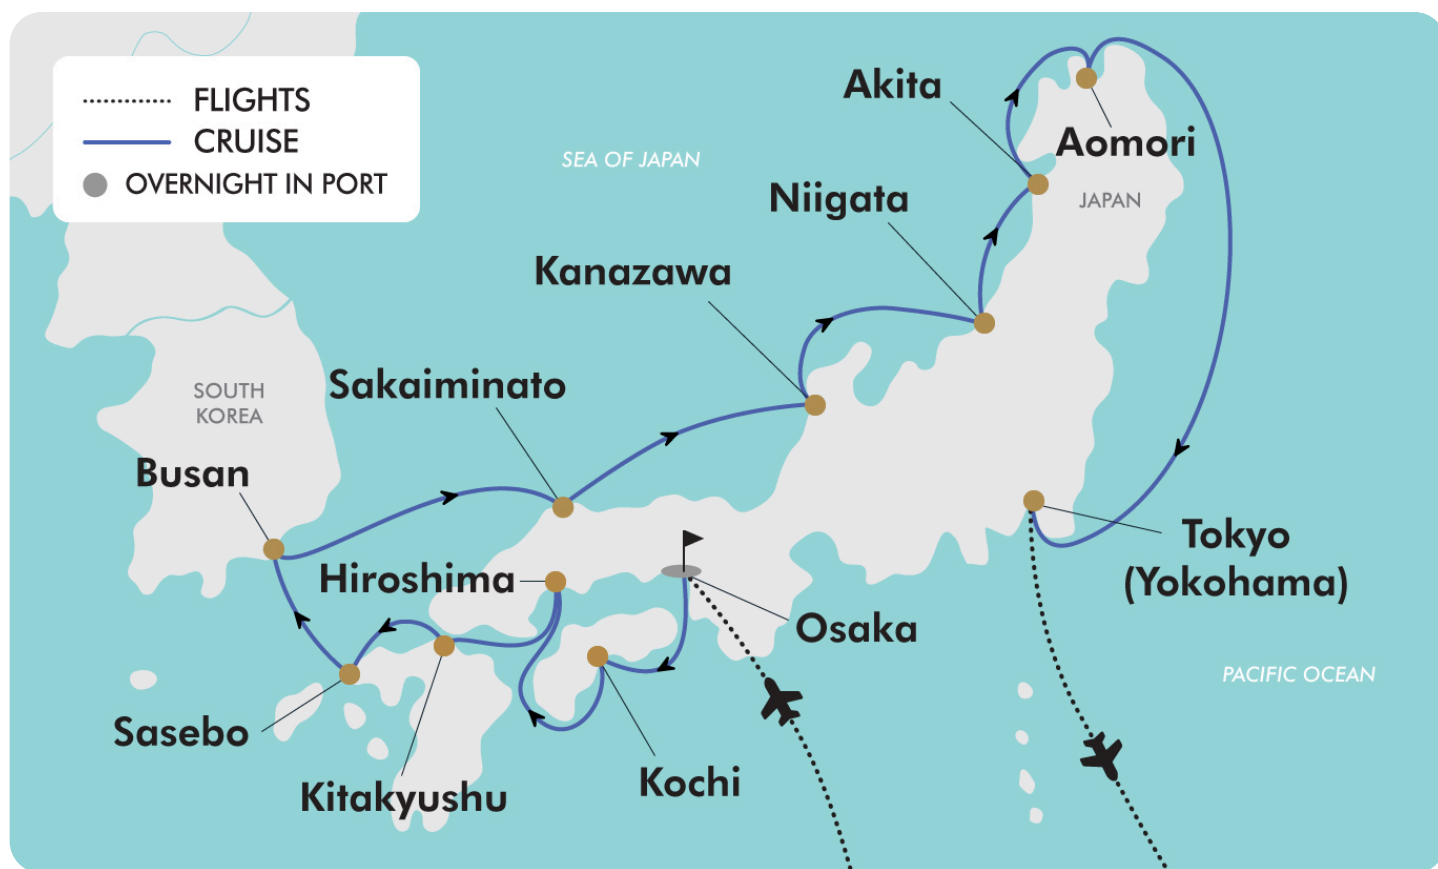 FLIGHTS
CRUISE
OVERNIGHT IN PORT
SEA OF JAPAN
Akita
Aomori
JAPAN
Niigata
Kanazawa
Sakaiminato
SOUTH
KOREA
Busan
Tokyo
(Yokohama)
Hiroshima
Osaka
PACIFIC OCEAN
Sasebo
Kochi
Kitakyushu